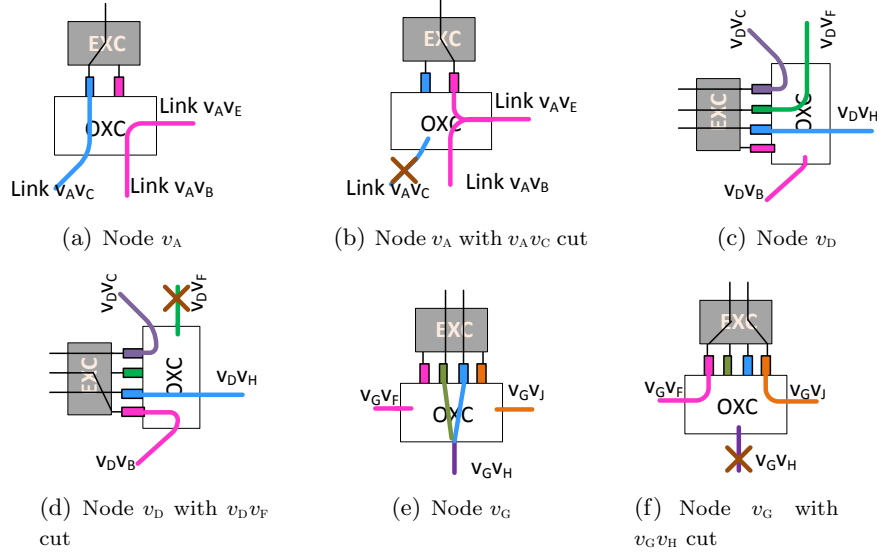 EXC
OXC
Link vAvE
Link vAvC
Link vAvB
(a) Node vA
EXC
OXC
Link vAvE
Link vAvC
Link vAvB
(b) Node vA with vAvC cut
vDvC
vDvF
EXC
OXC
vDvH
vDvB
(c) Node vD
vDvC
vDvF
EXC
OXC
vDvH
vDvB
(d) Node vD with vDvF
cut
EXC
vGvF
OXC
vGvJ
vGvH
(e) Node vG
EXC
vGvF
vGvJ
OXC
vGvH
(f) Node vG with
vGvH cut